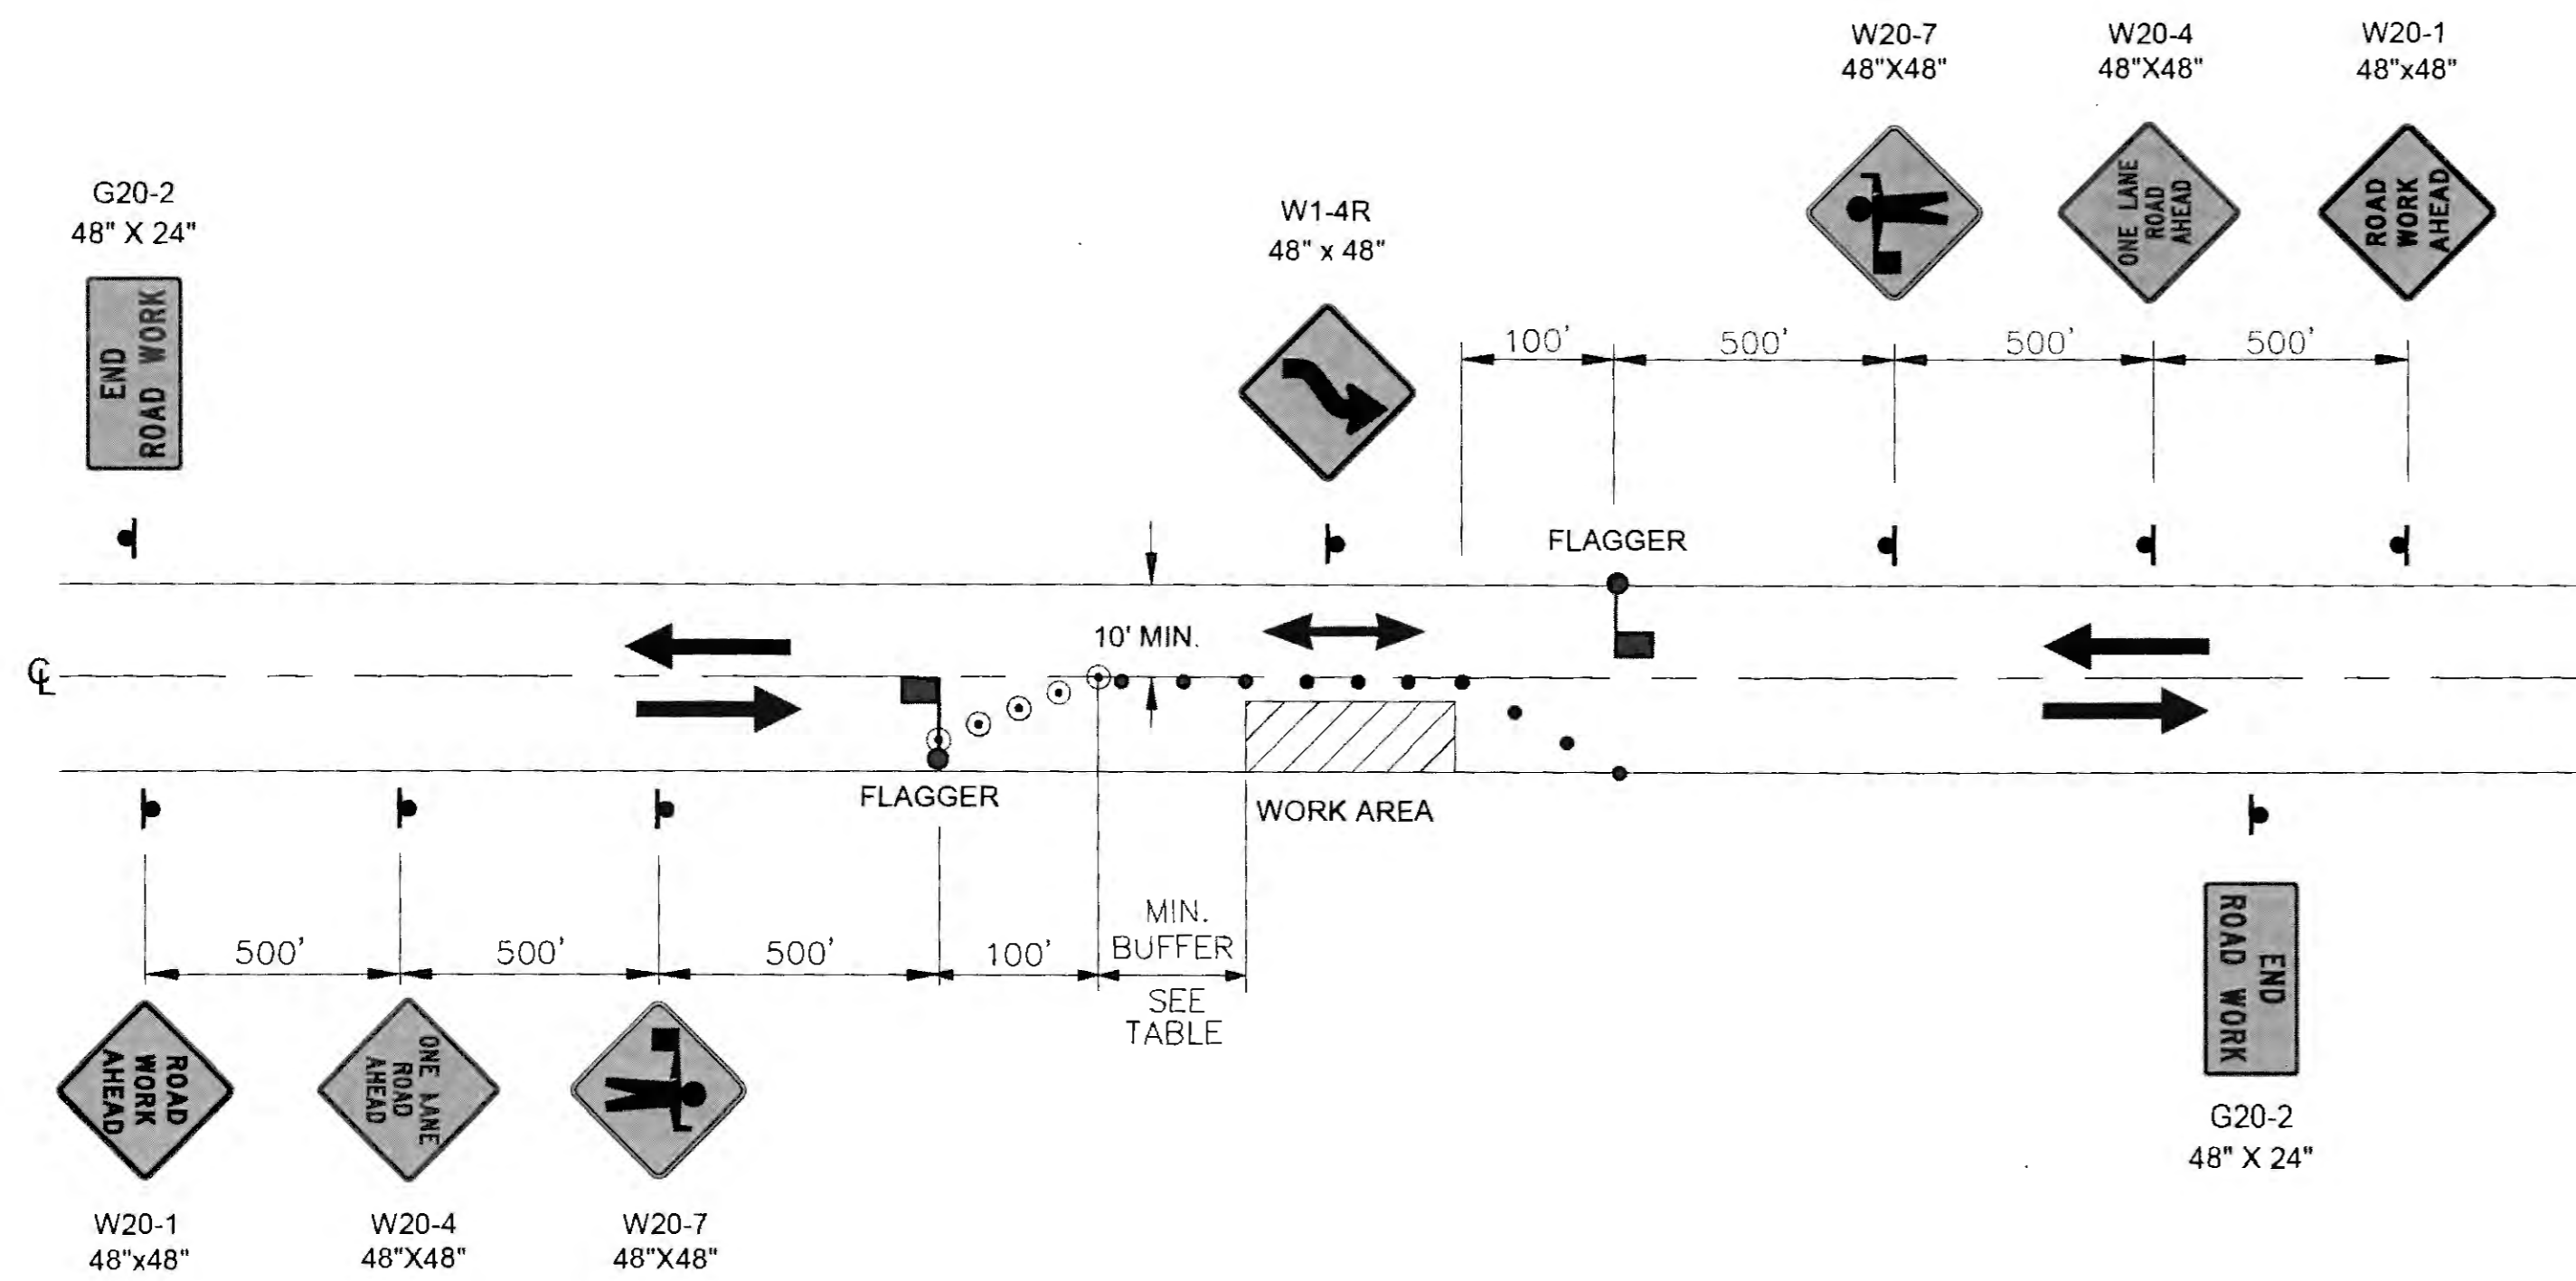 W20-7
48"X48"
W20-4
48"X48"
W20-1
48"x48"
ONE LANE
ROAD
AHEAD
ROAD
WORK
AHEAD
G20-2
48" X 24"
END
ROAD WORK
W1-4R
48" x 48"
100'
500'
500'
500'
FLAGGER
10' MIN.
℄
FLAGGER
WORK AREA
MIN.
BUFFER
SEE
TABLE
500'
500'
500'
100'
ROAD
WORK
AHEAD
ONE LANE
ROAD
AHEAD
END
ROAD WORK
G20-2
48" X 24"
W20-1
48"x48"
W20-4
48"X48"
W20-7
48"X48"